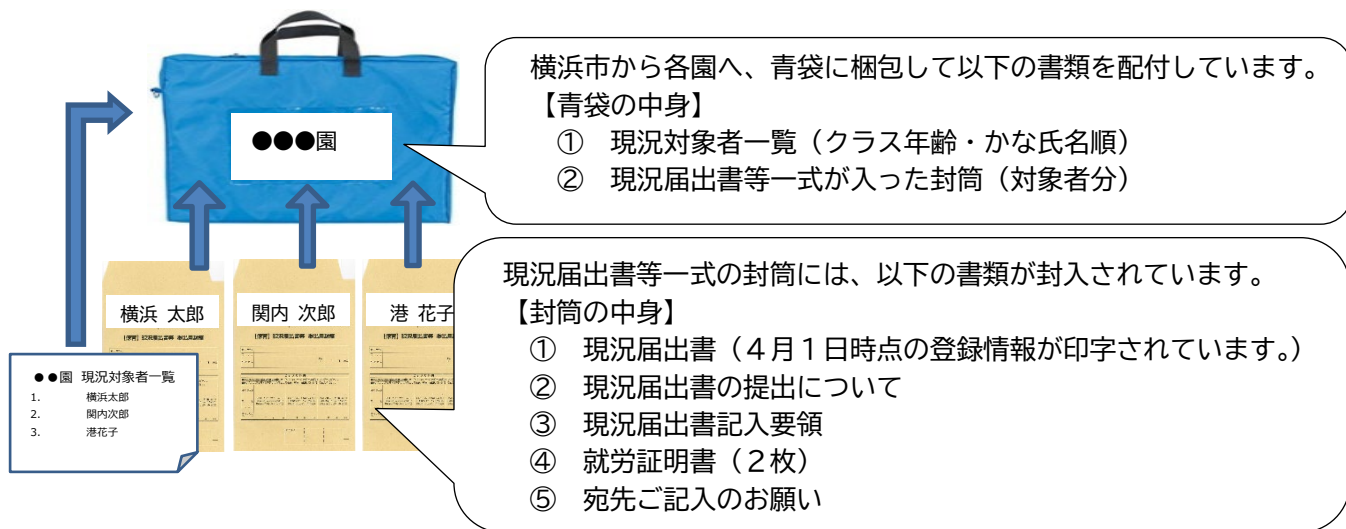 横浜市から各園へ、青袋に梱包して以下の書類を配付しています。
【青袋の中身】
① 現況対象者一覧（クラス年齢・かな氏名順）
② 現況届出書等一式が入った封筒（対象者分）
●●●園
現況届出書等一式の封筒には、以下の書類が封入されています。
【封筒の中身】
① 現況届出書（４月１日時点の登録情報が印字されています。）
② 現況届出書の提出について
③ 現況届出書記入要領
④ 就労証明書（２枚）
⑤ 宛先ご記入のお願い
横浜 太郎
関内 次郎
港 花子
●●園 現況対象者一覧
1. 横浜太郎
2. 関内次郎
3. 港花子